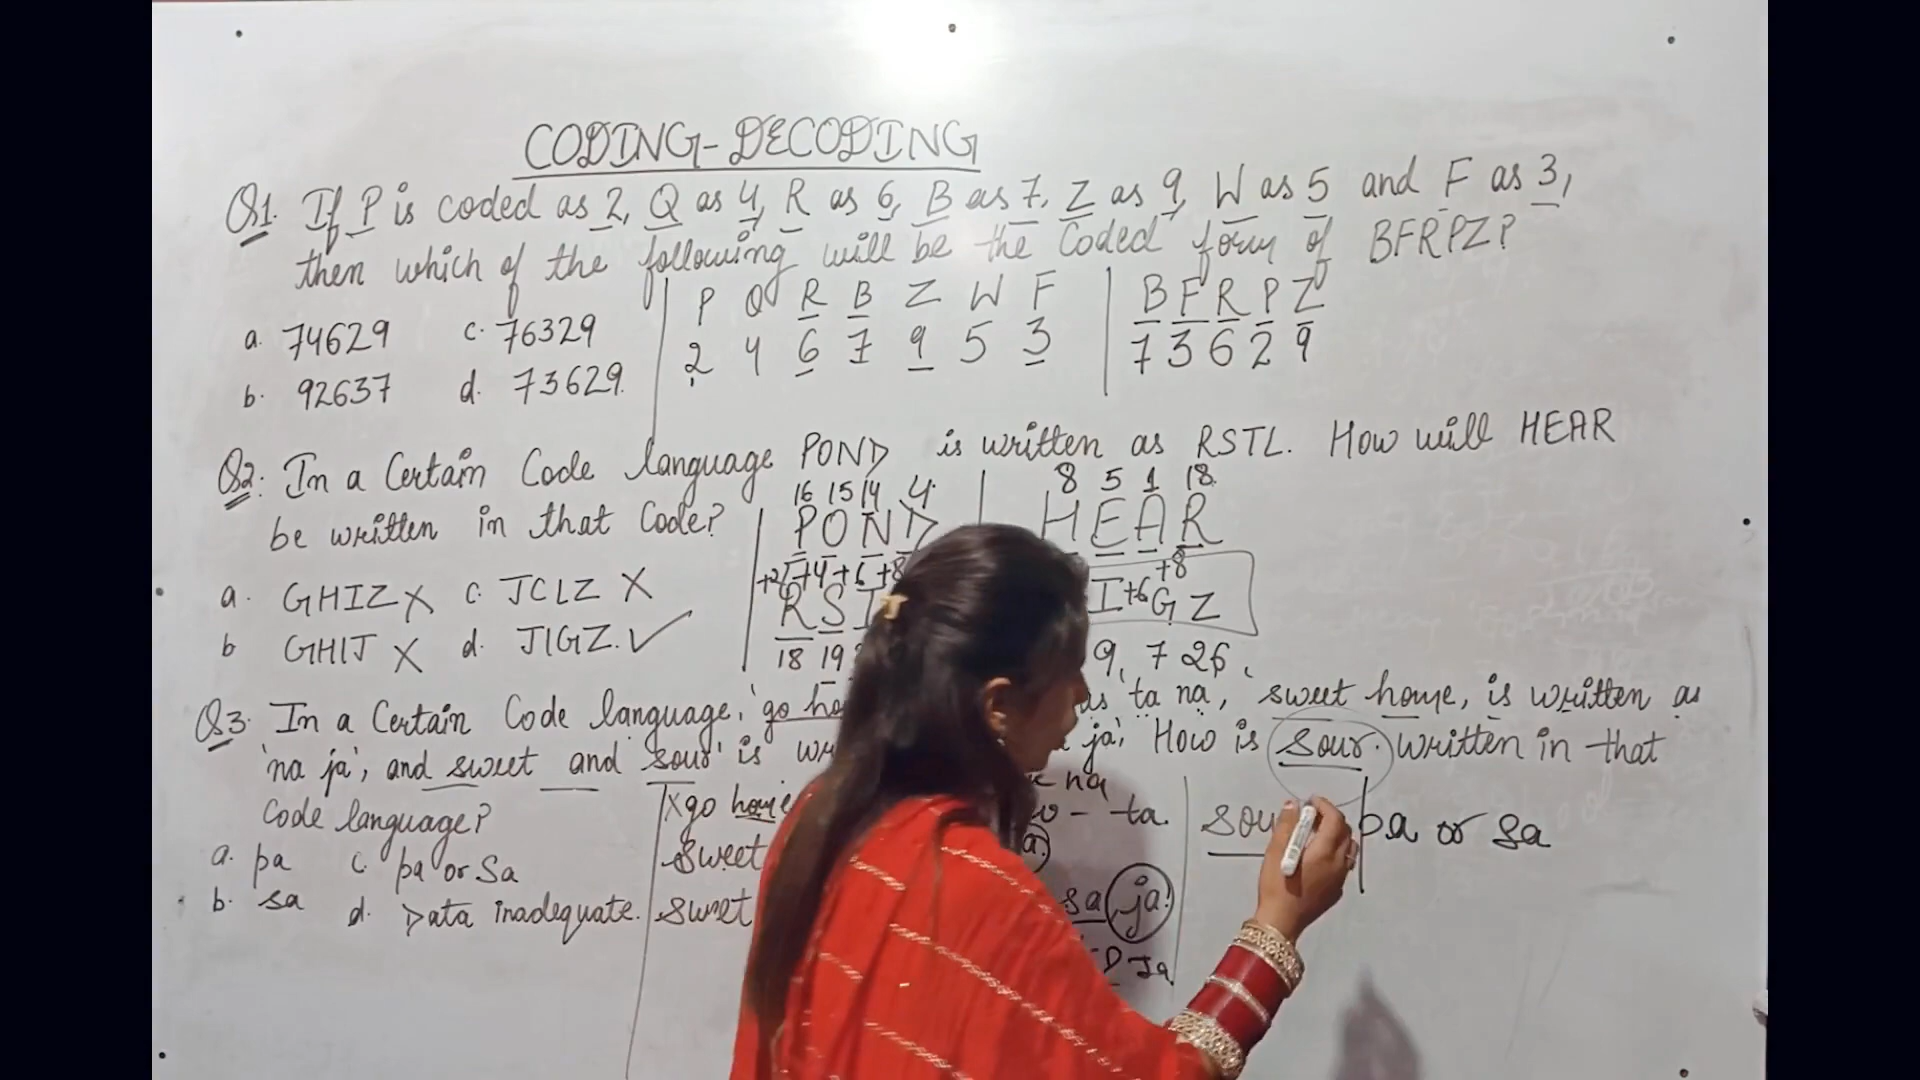 CODING-DECODING
Q1. If P is coded as 2, Q as 4, R as 6, B as 7, Z as 9, W as 5 and F as 3,
then which of the following will be the Coded form of BFRPZ?
a. 74629 c. 76329
b. 92637 d. 73629.
P Q R B Z W F
2 4 6 7 9 5 3
B F R P Z
7 3 6 2 9
Q2. In a Certain Code language POND is written as RSTL. How will HEAR
be written in that Code?
a. GHIZ X c. JCLZ X
b GHIJ X d. JIGZ. ✓
16 15 14 4
P O N D
+2 +4 +6 +8
R S
18 19
8 5 1 18
H E A R
+8
I +6 G Z
9, 7 26
Q3. In a Certain Code language, 'go ho
as 'ta na, sweet home, is written as
'na ja', and sweet and sour' is wr
ja', How is sour. written in that
Code language?
a. pa c. pa or Sa
b. sa d. Data inadequate.
go home
sweet
sweet
na
- ta.
sa ja!
Ja
sou
pa or sa